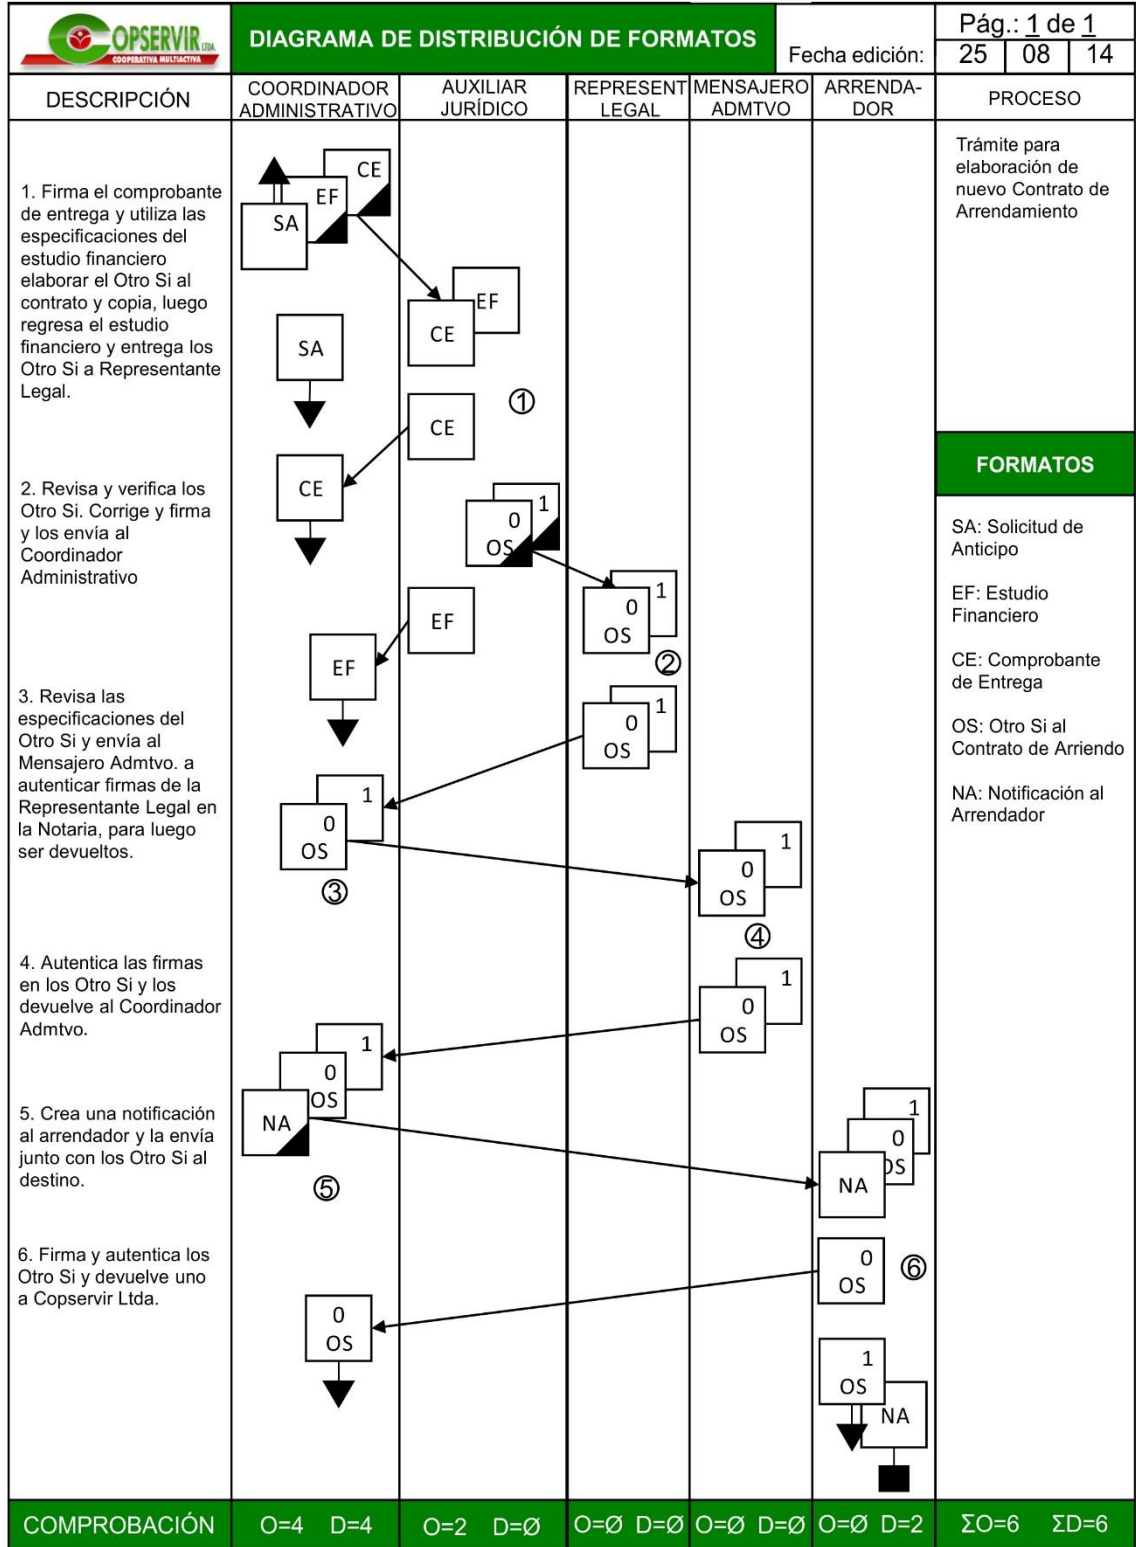 COPSERVIR LTDA.
COOPERATIVA MULTIACTIVA
DIAGRAMA DE DISTRIBUCIÓN DE FORMATOS
Fecha edición:
Pág.: 1 de 1
25 08 14
DESCRIPCIÓN
COORDINADOR
ADMINISTRATIVO
AUXILIAR
JURÍDICO
REPRESENT
LEGAL
MENSAJERO
ADMTVO
ARRENDA-
DOR
PROCESO
1. Firma el comprobante
de entrega y utiliza las
especificaciones del
estudio financiero
elaborar el Otro Si al
contrato y copia, luego
regresa el estudio
financiero y entrega los
Otro Si a Representante
Legal.
2. Revisa y verifica los
Otro Si. Corrige y firma
y los envía al
Coordinador
Administrativo
3. Revisa las
especificaciones del
Otro Si y envía al
Mensajero Admtvo. a
autenticar firmas de la
Representante Legal en
la Notaria, para luego
ser devueltos.
4. Autentica las firmas
en los Otro Si y los
devuelve al Coordinador
Admtvo.
5. Crea una notificación
al arrendador y la envía
junto con los Otro Si al
destino.
6. Firma y autentica los
Otro Si y devuelve uno
a Copservir Ltda.
CE
EF
SA
EF
CE
SA
①
CE
CE
1
0
OS
1
0
OS
EF
EF
②
1
0
OS
1
0
OS
③
1
0
OS
④
1
0
OS
1
0
OS
NA
⑤
1
0
OS
NA
0
OS
⑥
0
OS
1
OS
NA
Trámite para
elaboración de
nuevo Contrato de
Arrendamiento
FORMATOS
SA: Solicitud de
Anticipo
EF: Estudio
Financiero
CE: Comprobante
de Entrega
OS: Otro Si al
Contrato de Arriendo
NA: Notificación al
Arrendador
COMPROBACIÓN
O=4 D=4
O=2 D=Ø
O=Ø D=Ø
O=Ø D=Ø
O=Ø D=2
ΣO=6 ΣD=6